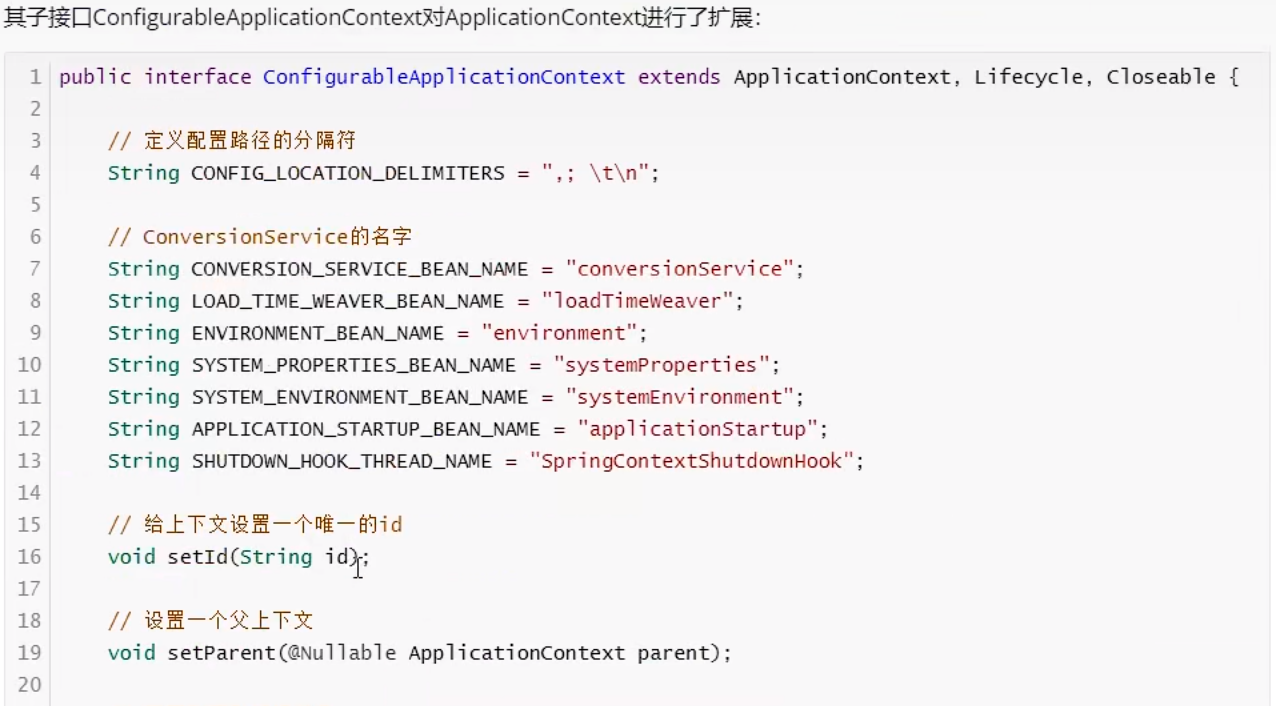 其子接口ConfigurableApplicationContext对ApplicationContext进行了扩展：
1 public interface ConfigurableApplicationContext extends ApplicationContext, Lifecycle, Closeable {
2
3 // 定义配置路径的分隔符
4 String CONFIG_LOCATION_DELIMITERS = ",; \t\n";
5
6 // ConversionService的名字
7 String CONVERSION_SERVICE_BEAN_NAME = "conversionService";
8 String LOAD_TIME_WEAVER_BEAN_NAME = "loadTimeWeaver";
9 String ENVIRONMENT_BEAN_NAME = "environment";
10 String SYSTEM_PROPERTIES_BEAN_NAME = "systemProperties";
11 String SYSTEM_ENVIRONMENT_BEAN_NAME = "systemEnvironment";
12 String APPLICATION_STARTUP_BEAN_NAME = "applicationStartup";
13 String SHUTDOWN_HOOK_THREAD_NAME = "SpringContextShutdownHook";
14
15 // 给上下文设置一个唯一的id
16 void setId(String id);
17
18 // 设置一个父上下文
19 void setParent(@Nullable ApplicationContext parent);
20